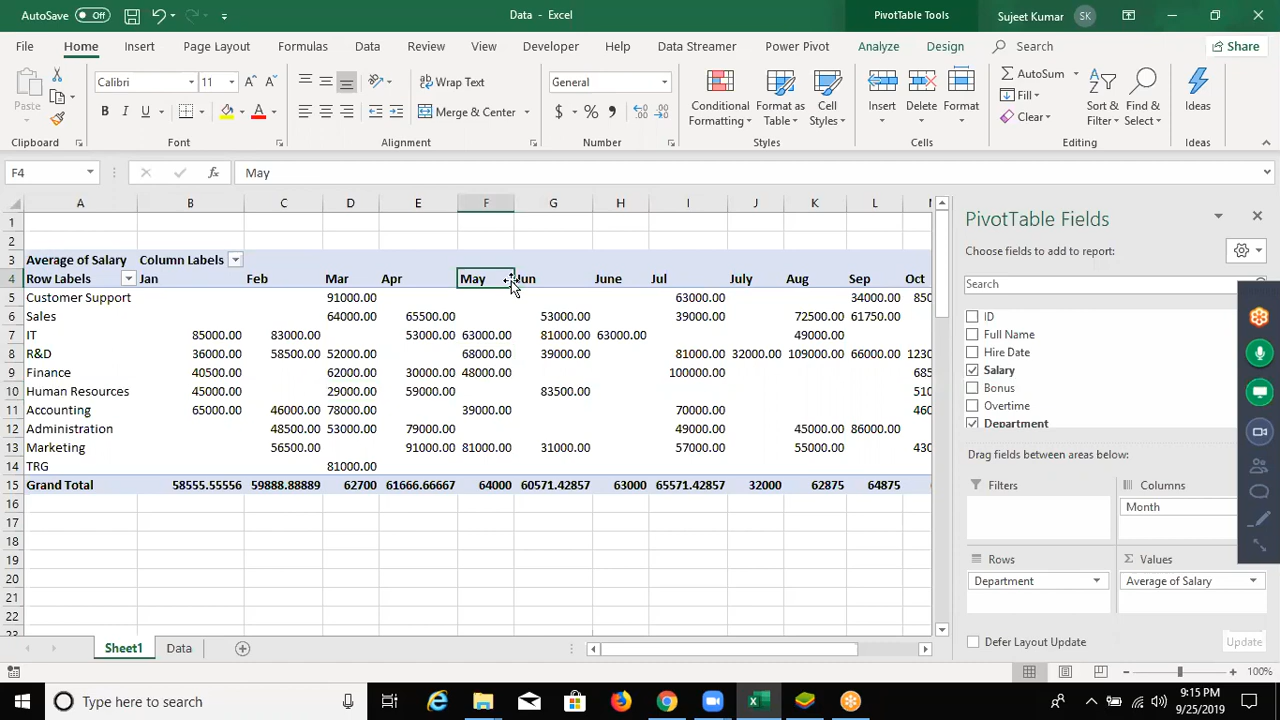 AutoSave Off Data - Excel PivotTable Tools Sujeet Kumar SK
File Home Insert Page Layout Formulas Data Review View Developer Help Data Streamer Power Pivot Analyze Design Search Share
Paste Calibri 11 A A Wrap Text General AutoSum
B I U A Merge & Center $ % , Conditional Formatting Format as Table Cell Styles Insert Delete Format Fill Clear Sort & Filter Find & Select Ideas
Clipboard Font Alignment Number Styles Cells Editing Ideas
F4 fx May
A B C D E F G H I J K L
1
2
3 Average of Salary Column Labels
4 Row Labels Jan Feb Mar Apr May Jun June Jul July Aug Sep Oct
5 Customer Support 91000.00 63000.00 34000.00 850
6 Sales 64000.00 65500.00 53000.00 39000.00 72500.00 61750.00
7 IT 85000.00 83000.00 53000.00 63000.00 81000.00 63000.00 49000.00
8 R&D 36000.00 58500.00 52000.00 68000.00 39000.00 81000.00 32000.00 109000.00 66000.00 1230
9 Finance 40500.00 62000.00 30000.00 48000.00 100000.00 685
10 Human Resources 45000.00 29000.00 59000.00 83500.00 510
11 Accounting 65000.00 46000.00 78000.00 39000.00 70000.00 460
12 Administration 48500.00 53000.00 79000.00 49000.00 45000.00 86000.00
13 Marketing 56500.00 91000.00 81000.00 31000.00 57000.00 55000.00 430
14 TRG 81000.00
15 Grand Total 58555.55556 59888.88889 62700 61666.66667 64000 60571.42857 63000 65571.42857 32000 62875 64875
16
17
18
19
20
21
22
Sheet1 Data
PivotTable Fields
Choose fields to add to report:
Search
ID
Full Name
Hire Date
Salary
Bonus
Overtime
Department
Drag fields between areas below:
Filters Columns
Month
Rows Values
Department Average of Salary
Defer Layout Update Update
100%
Type here to search
9:15 PM
9/25/2019